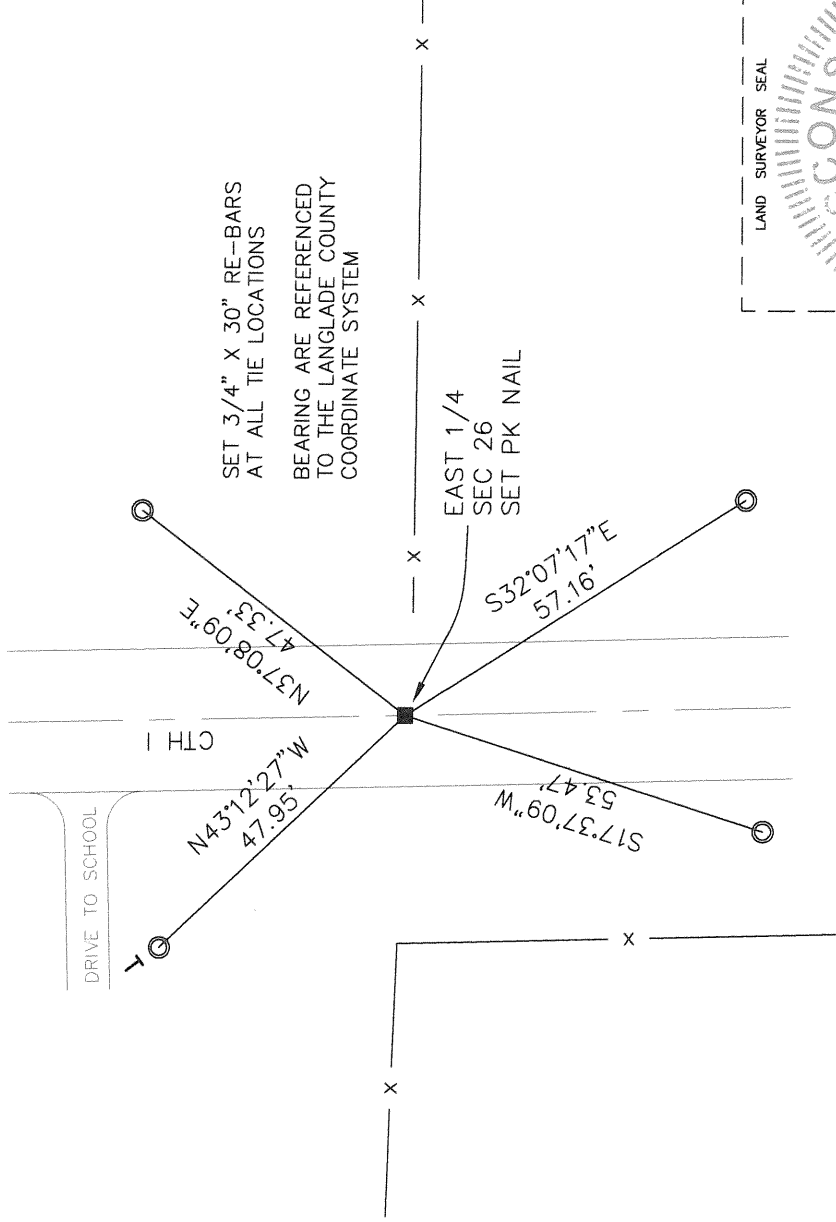 DRIVE TO SCHOOL
CTH I
N43°12'27"W
47.95'
N37°08'09"E
47.33'
SET 3/4" X 30" RE-BARS
AT ALL TIE LOCATIONS
BEARING ARE REFERENCED
TO THE LANGLADE COUNTY
COORDINATE SYSTEM
EAST 1/4
SEC 26
SET PK NAIL
S32°07'17"E
57.16'
S17°37'09"W
53.47'
T
X
X
X
X
X
LAND SURVEYOR SEAL
CONS